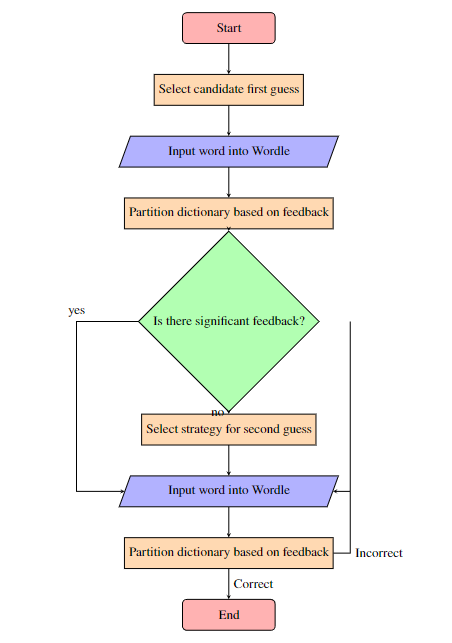 Start
Select candidate first guess
Input word into Wordle
Partition dictionary based on feedback
yes
Is there significant feedback?
no
Select strategy for second guess
Input word into Wordle
Partition dictionary based on feedback
Incorrect
Correct
End